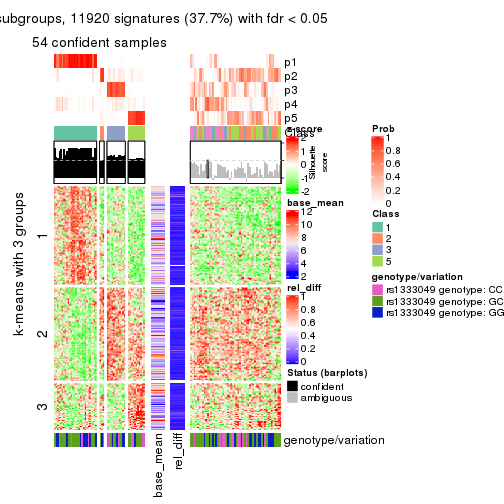 subgroups, 11920 signatures (37.7%) with fdr < 0.05
54 confident samples
p1
p2
p3
p4
p5
Class
Silhouette
score
k-means with 3 groups
1
2
3
genotype/variation
base_mean
rel_diff
z-score
2
1
0
-1
-2
base_mean
12
10
8
6
4
2
rel_diff
1
0.8
0.6
0.4
0.2
0
Status (barplots)
confident
ambiguous
Prob
1
0.8
0.6
0.4
0.2
0
Class
1
2
3
5
genotype/variation
rs1333049 genotype: CC
rs1333049 genotype: GC
rs1333049 genotype: GG